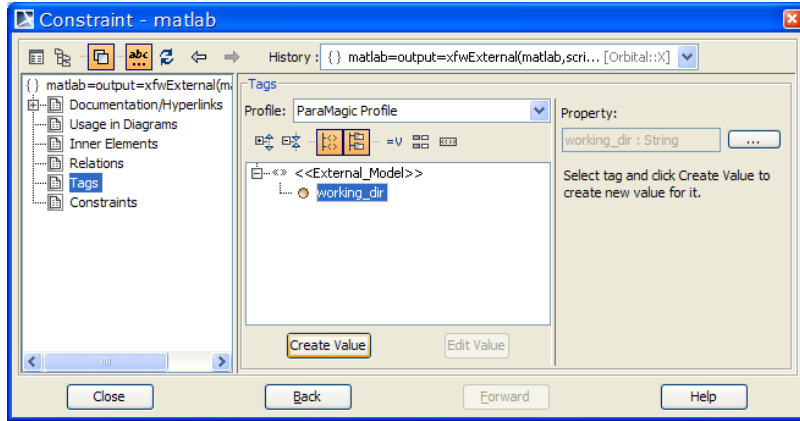 Constraint - matlab
abc
History:
{} matlab=output=xfwExternal(matlab,scri... [Orbital::X]
{} matlab=output=xfwExternal(ma
Documentation/Hyperlinks
Usage in Diagrams
Inner Elements
Relations
Tags
Constraints
Tags
Profile: ParaMagic Profile
=V
<<External_Model>>
working_dir
Create Value
Edit Value
Property:
working_dir : String
...
Select tag and click Create Value to
create new value for it.
Close
Back
Forward
Help